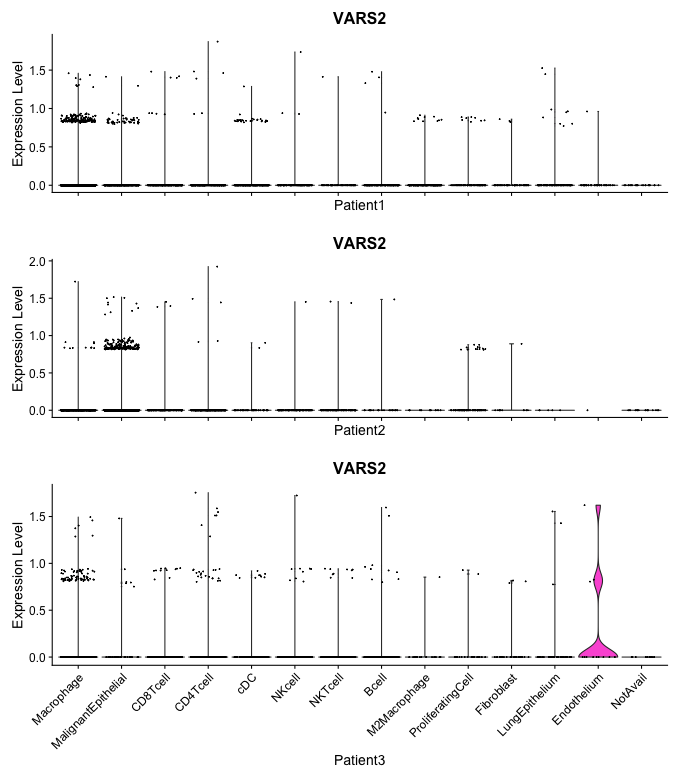 VARS2
Expression Level
1.5
1.0
0.5
0.0
Patient1
VARS2
Expression Level
2.0
1.5
1.0
0.5
0.0
Patient2
VARS2
Expression Level
1.5
1.0
0.5
0.0
Macrophage
MalignantEpithelial
CD8Tcell
CD4Tcell
cDC
NKcell
NKTcell
Bcell
M2Macrophage
ProliferatingCell
Fibroblast
LungEpithelium
Endothelium
NotAvail
Patient3